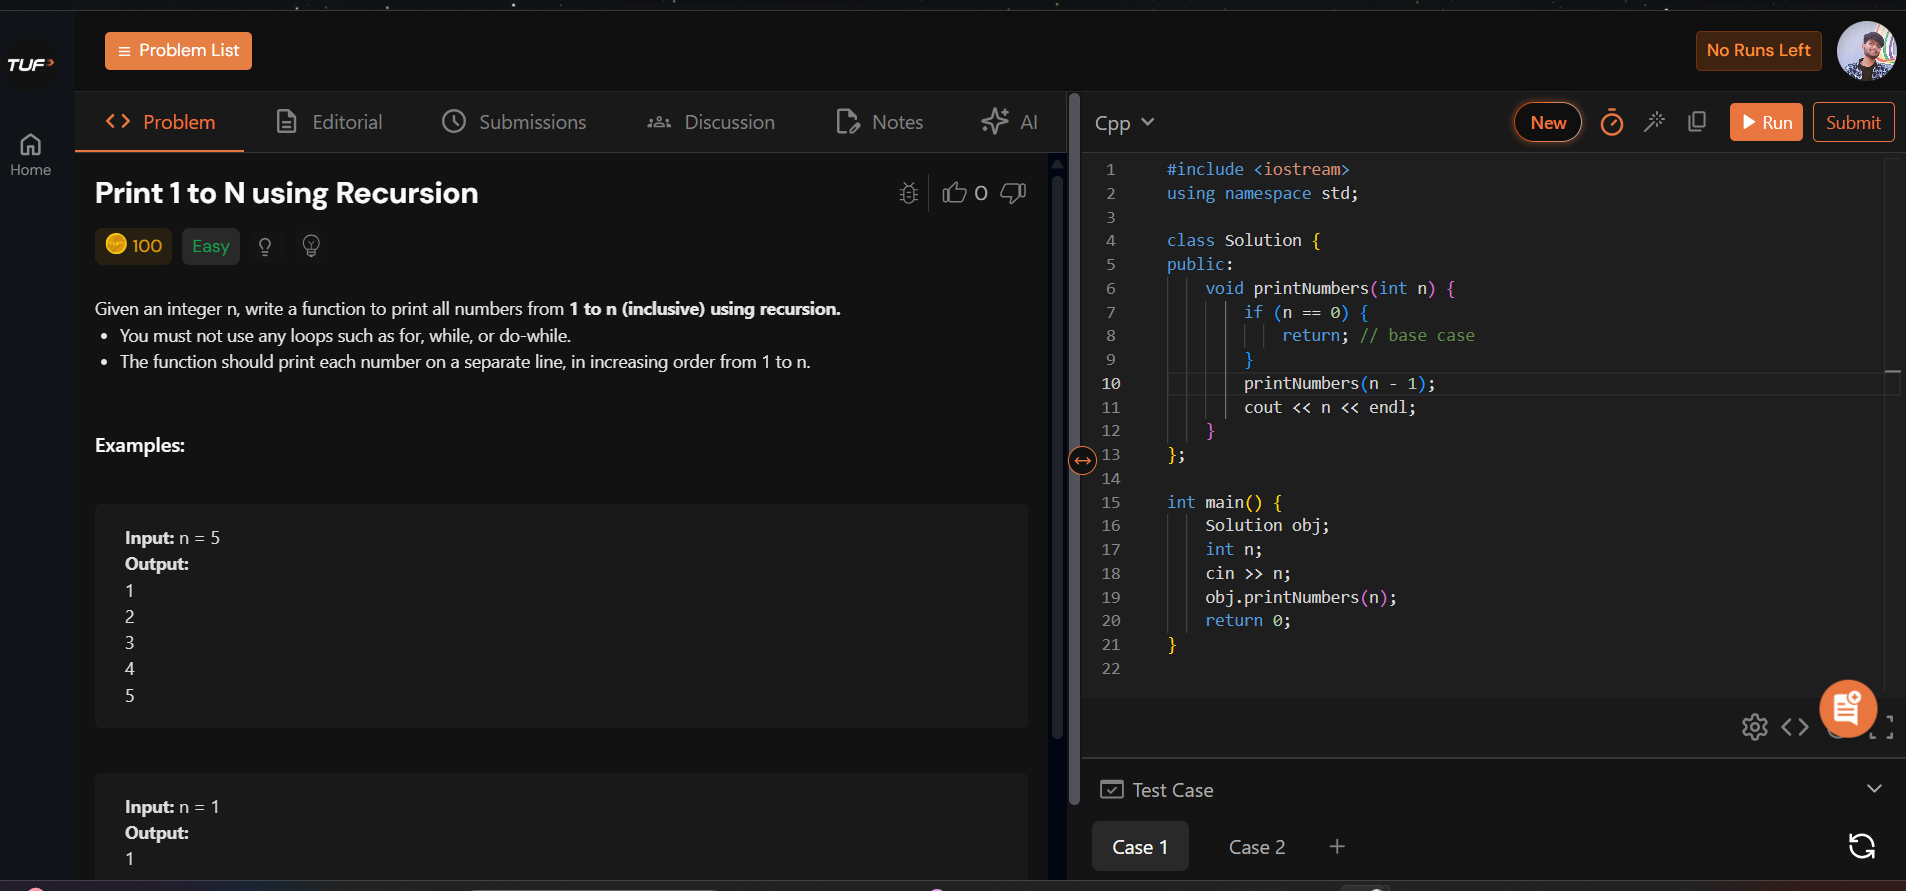 TUF
Problem List
No Runs Left
Home
Problem
Editorial
Submissions
Discussion
Notes
AI
Print 1 to N using Recursion
0
100
Easy
Given an integer n, write a function to print all numbers from 1 to n (inclusive) using recursion.
• You must not use any loops such as for, while, or do-while.
• The function should print each number on a separate line, in increasing order from 1 to n.
Examples:
Input: n = 5
Output:
1
2
3
4
5
Input: n = 1
Output:
1
Cpp
New
Run
Submit
1 #include <iostream>
2 using namespace std;
3
4 class Solution {
5 public:
6 void printNumbers(int n) {
7 if (n == 0) {
8 return; // base case
9 }
10 printNumbers(n - 1);
11 cout << n << endl;
12 }
13 };
14
15 int main() {
16 Solution obj;
17 int n;
18 cin >> n;
19 obj.printNumbers(n);
20 return 0;
21 }
22
Test Case
Case 1
Case 2
+